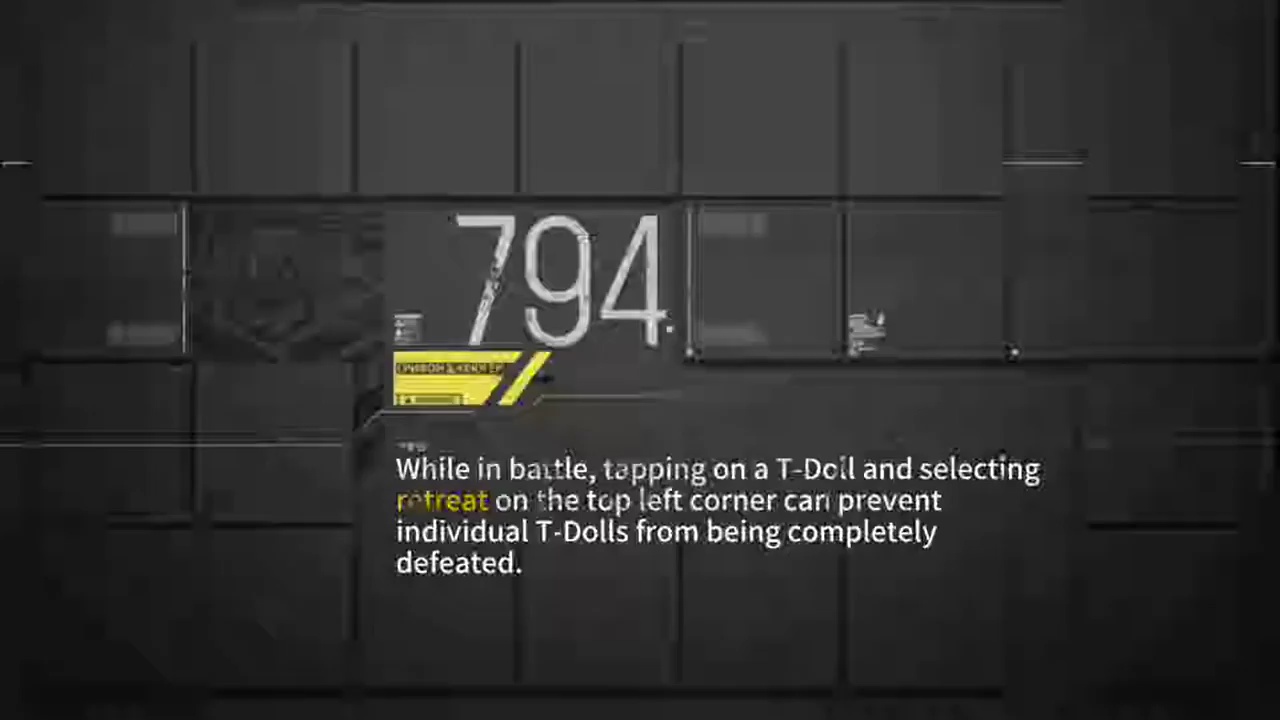 794.
While in battle, tapping on a T-Doll and selecting
retreat on the top left corner can prevent
individual T-Dolls from being completely
defeated.